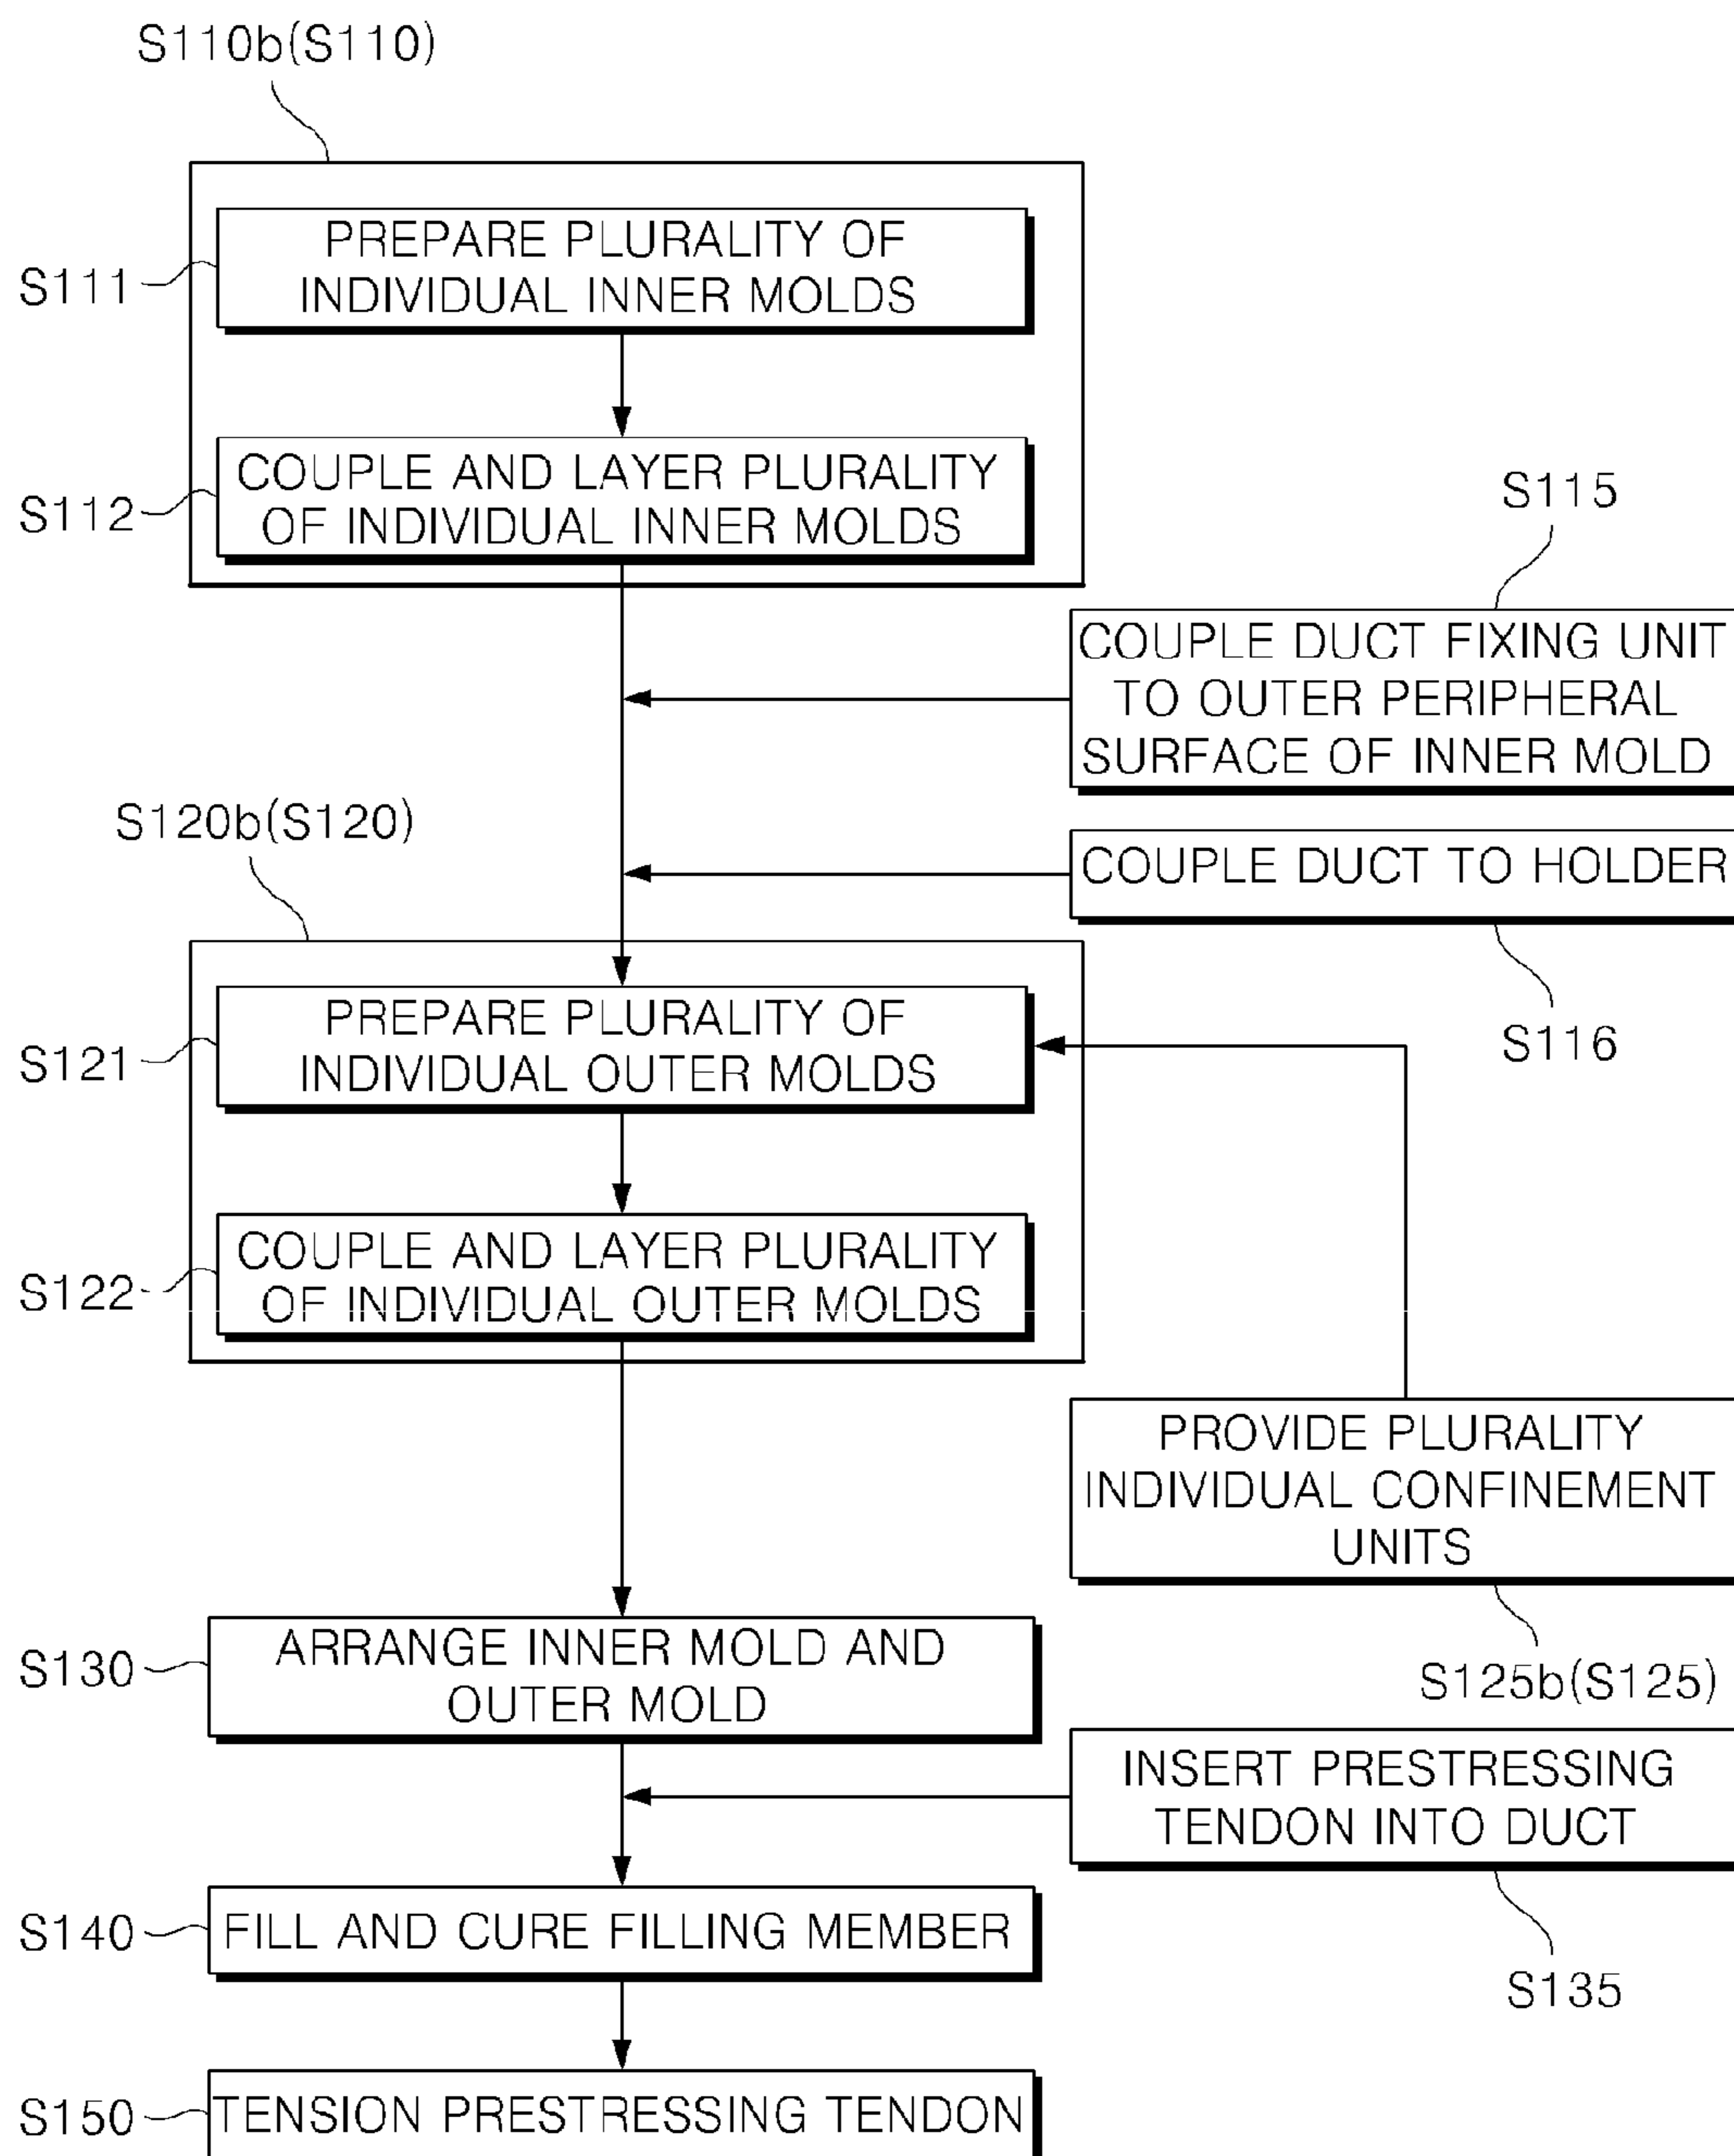 S110b(S110)
PREPARE PLURALITY OF
INDIVIDUAL INNER MOLDS
S111
COUPLE AND LAYER PLURALITY
OF INDIVIDUAL INNER MOLDS
S112
S115
COUPLE DUCT FIXING UNIT
TO OUTER PERIPHERAL
SURFACE OF INNER MOLD
S120b(S120)
COUPLE DUCT TO HOLDER
S116
PREPARE PLURALITY OF
INDIVIDUAL OUTER MOLDS
S121
COUPLE AND LAYER PLURALITY
OF INDIVIDUAL OUTER MOLDS
S122
PROVIDE PLURALITY
INDIVIDUAL CONFINEMENT
UNITS
S125b(S125)
ARRANGE INNER MOLD AND
OUTER MOLD
S130
INSERT PRESTRESSING
TENDON INTO DUCT
S135
FILL AND CURE FILLING MEMBER
S140
TENSION PRESTRESSING TENDON
S150